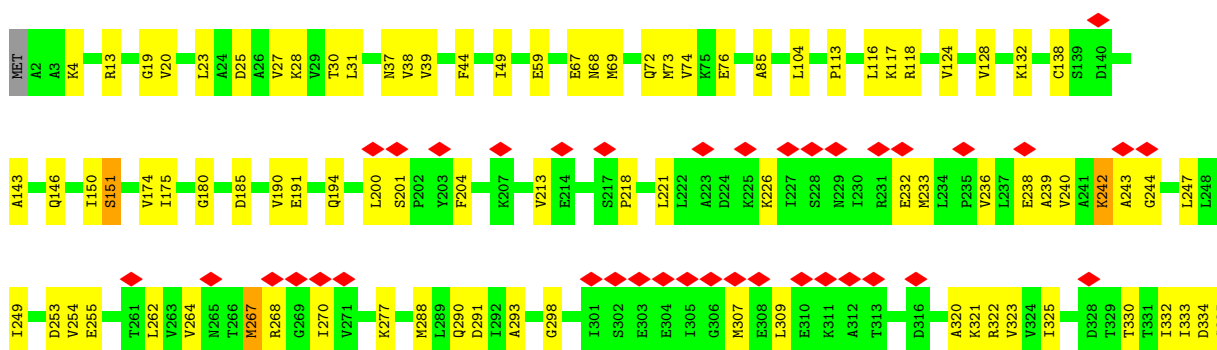 MET A2 A3 K4 R13 G19 V20 L23 A24 D25 A26 V27 K28 V29 T30 L31 N37 V38 V39 F44 I49 E59 E67 N68 M69 Q72 M73 V74 K75 E76 A85 L104 P113 L116 K117 R118 V124 V128 K132 C138 S139 D140
A143 Q146 I150 S151 V174 I175 G180 D185 V190 E191 Q194 L200 S201 P202 Y203 F204 K207 V213 E214 S217 P218 L221 L222 A223 D224 K225 K226 I227 S228 N229 I230 R231 E232 M233 L234 P235 V236 L237 E238 A239 V240 A241 K242 A243 G244 L247 L248
I249 D253 V254 E255 T261 L262 V263 V264 N265 T266 M267 R268 G269 I270 V271 K277 M288 L289 Q290 D291 I292 A293 G298 I301 S302 E303 E304 I305 G306 M307 E308 L309 E310 K311 A312 T313 D316 A320 K321 R322 V323 V324 I325 D328 T329 T330 T331 I332 I333 D334